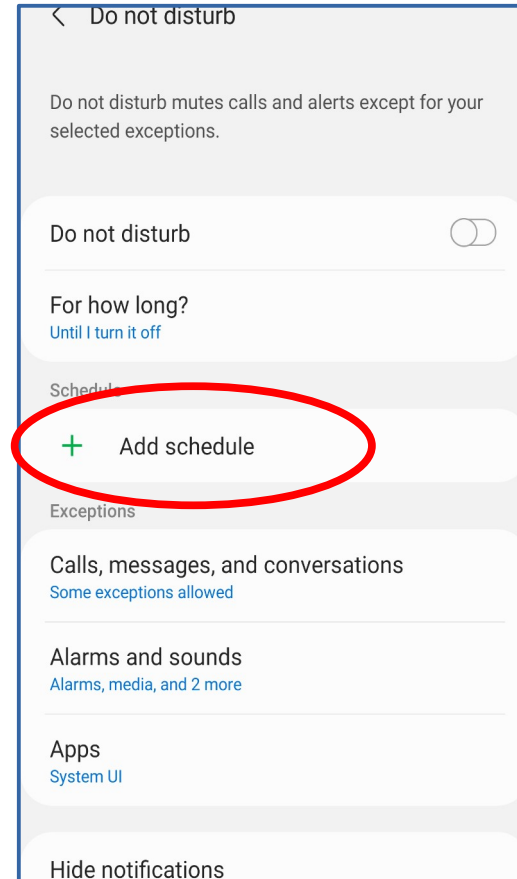 Do not disturb
Do not disturb mutes calls and alerts except for your
selected exceptions.
Do not disturb
For how long?
Until I turn it off
Schedule
Add schedule
Exceptions
Calls, messages, and conversations
Some exceptions allowed
Alarms and sounds
Alarms, media, and 2 more
Apps
System UI
Hide notifications